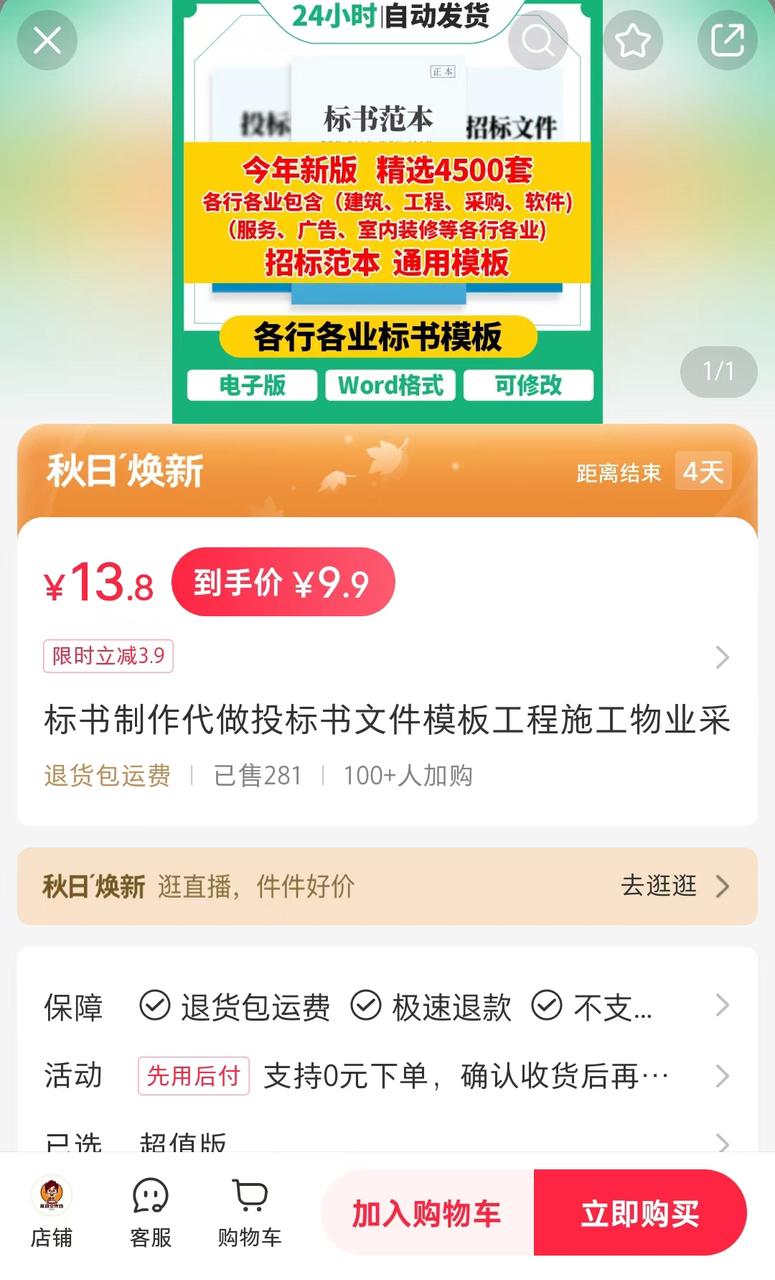 24小时|自动发货
正本
投标
标书范本
招标文件
今年新版 精选4500套
各行各业包含（建筑、工程、采购、软件)
(服务、广告、室内装修等各行各业)
招标范本 通用模板
各行各业标书模板
电子版 Word格式 可修改
1/1
秋日焕新
距离结束 4天
¥13.8 到手价 ¥9.9
限时立减3.9
标书制作代做投标书文件模板工程施工物业采
退货包运费 | 已售281 | 100+人加购
秋日焕新 逛直播，件件好价 去逛逛
保障 退货包运费 极速退款 不支...
活动 先用后付 支持0元下单，确认收货后再···
已选 超值版
店铺 客服 购物车 加入购物车 立即购买